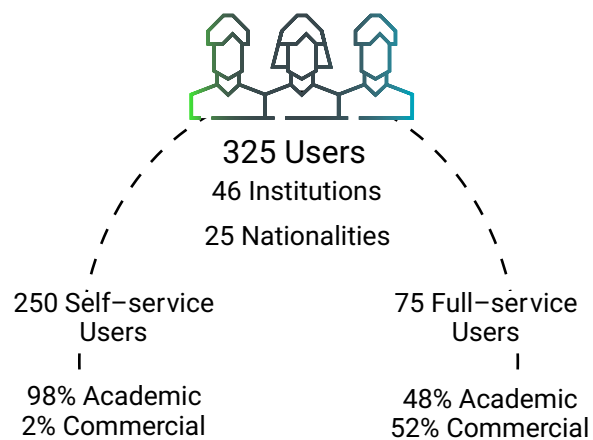 325 Users
46 Institutions
25 Nationalities
250 Self–service
Users
98% Academic
2% Commercial
75 Full–service
Users
48% Academic
52% Commercial